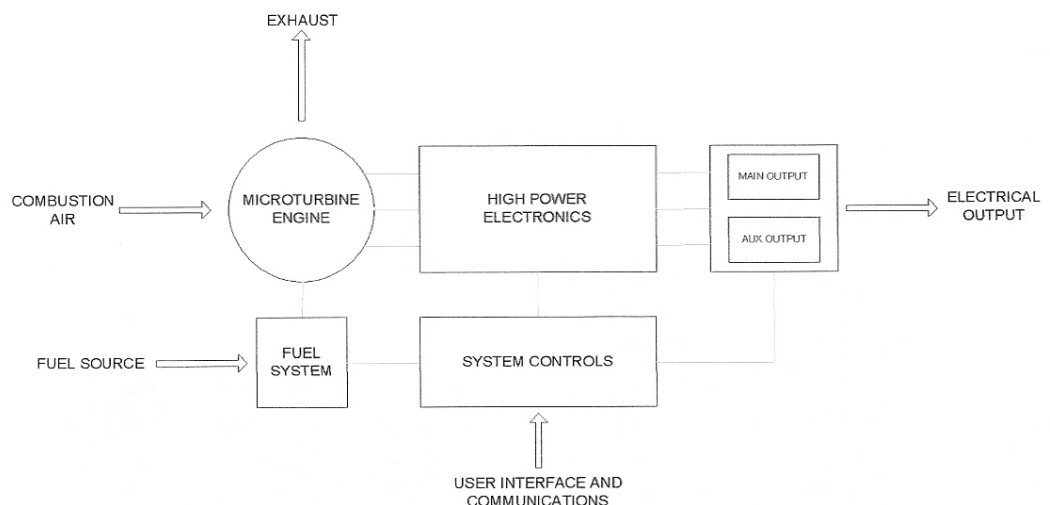 EXHAUST
COMBUSTION
AIR
MICROTURBINE
ENGINE
HIGH POWER
ELECTRONICS
MAIN OUTPUT
AUX OUTPUT
ELECTRICAL
OUTPUT
FUEL SOURCE
FUEL
SYSTEM
SYSTEM CONTROLS
USER INTERFACE AND
COMMUNICATIONS